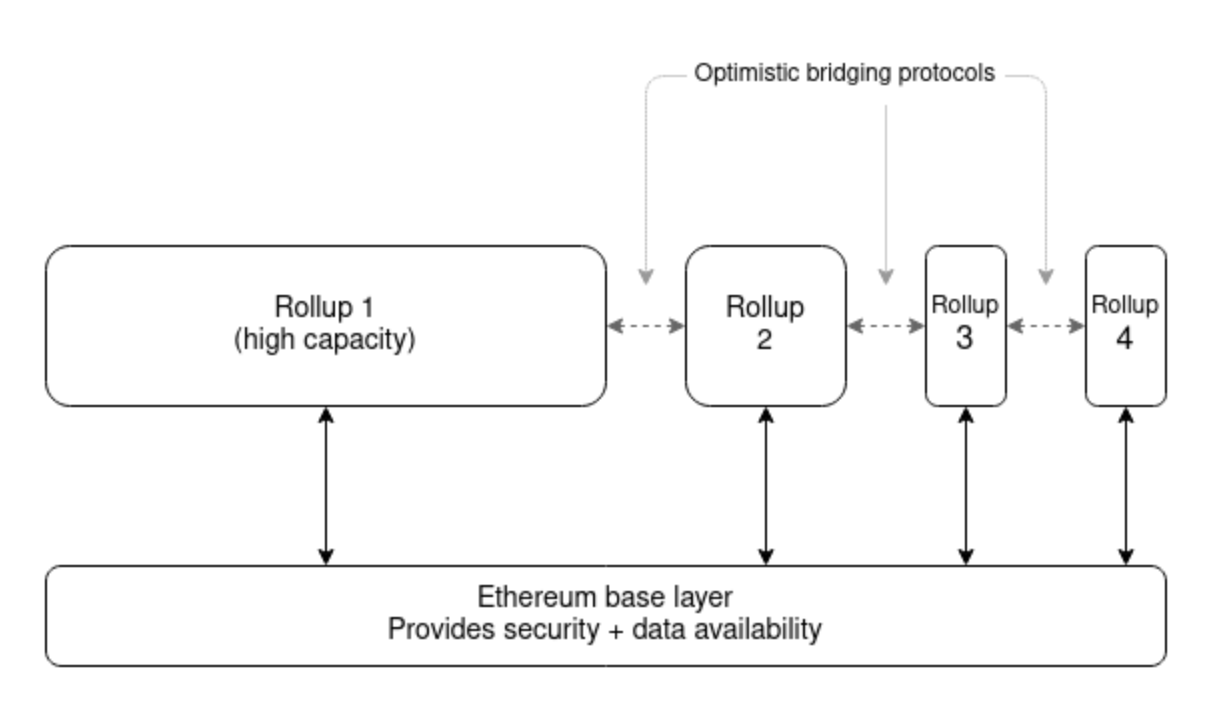 Optimistic bridging protocols
Rollup 1
(high capacity)
Rollup
2
Rollup
3
Rollup
4
Ethereum base layer
Provides security + data availability